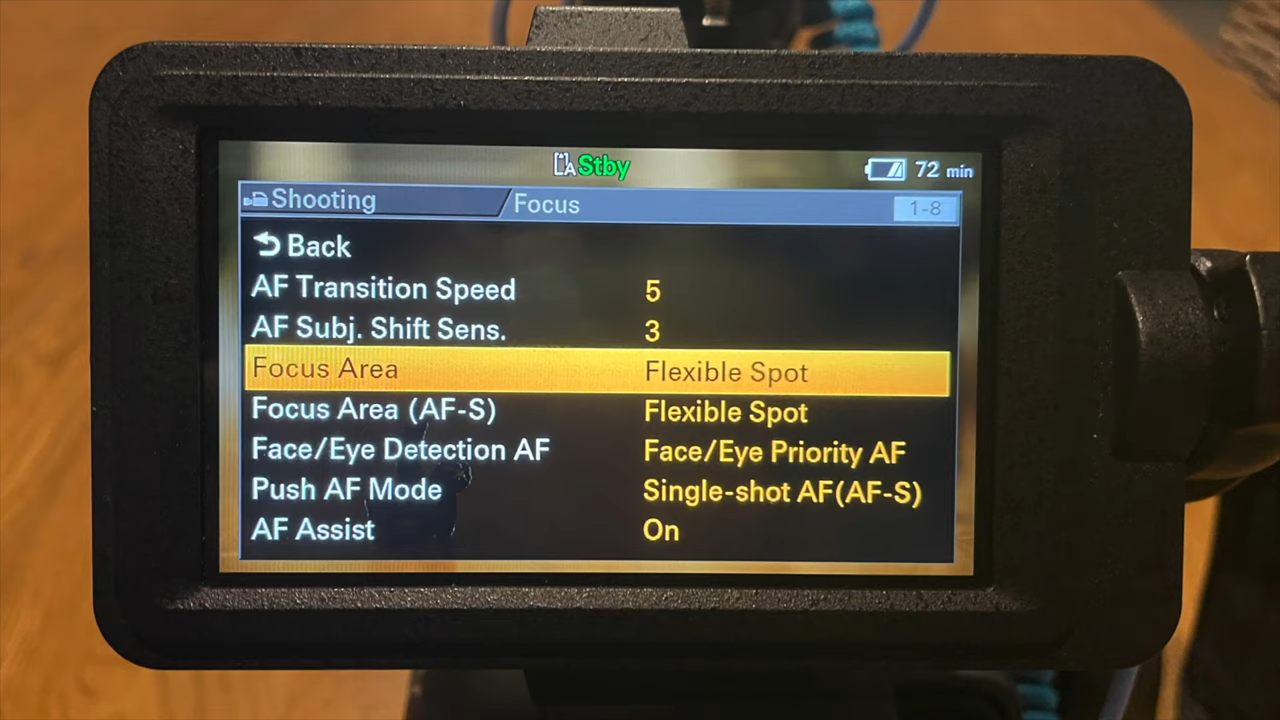 A Stby 72 min
Shooting Focus 1-8
Back
AF Transition Speed 5
AF Subj. Shift Sens. 3
Focus Area Flexible Spot
Focus Area (AF-S) Flexible Spot
Face/Eye Detection AF Face/Eye Priority AF
Push AF Mode Single-shot AF(AF-S)
AF Assist On